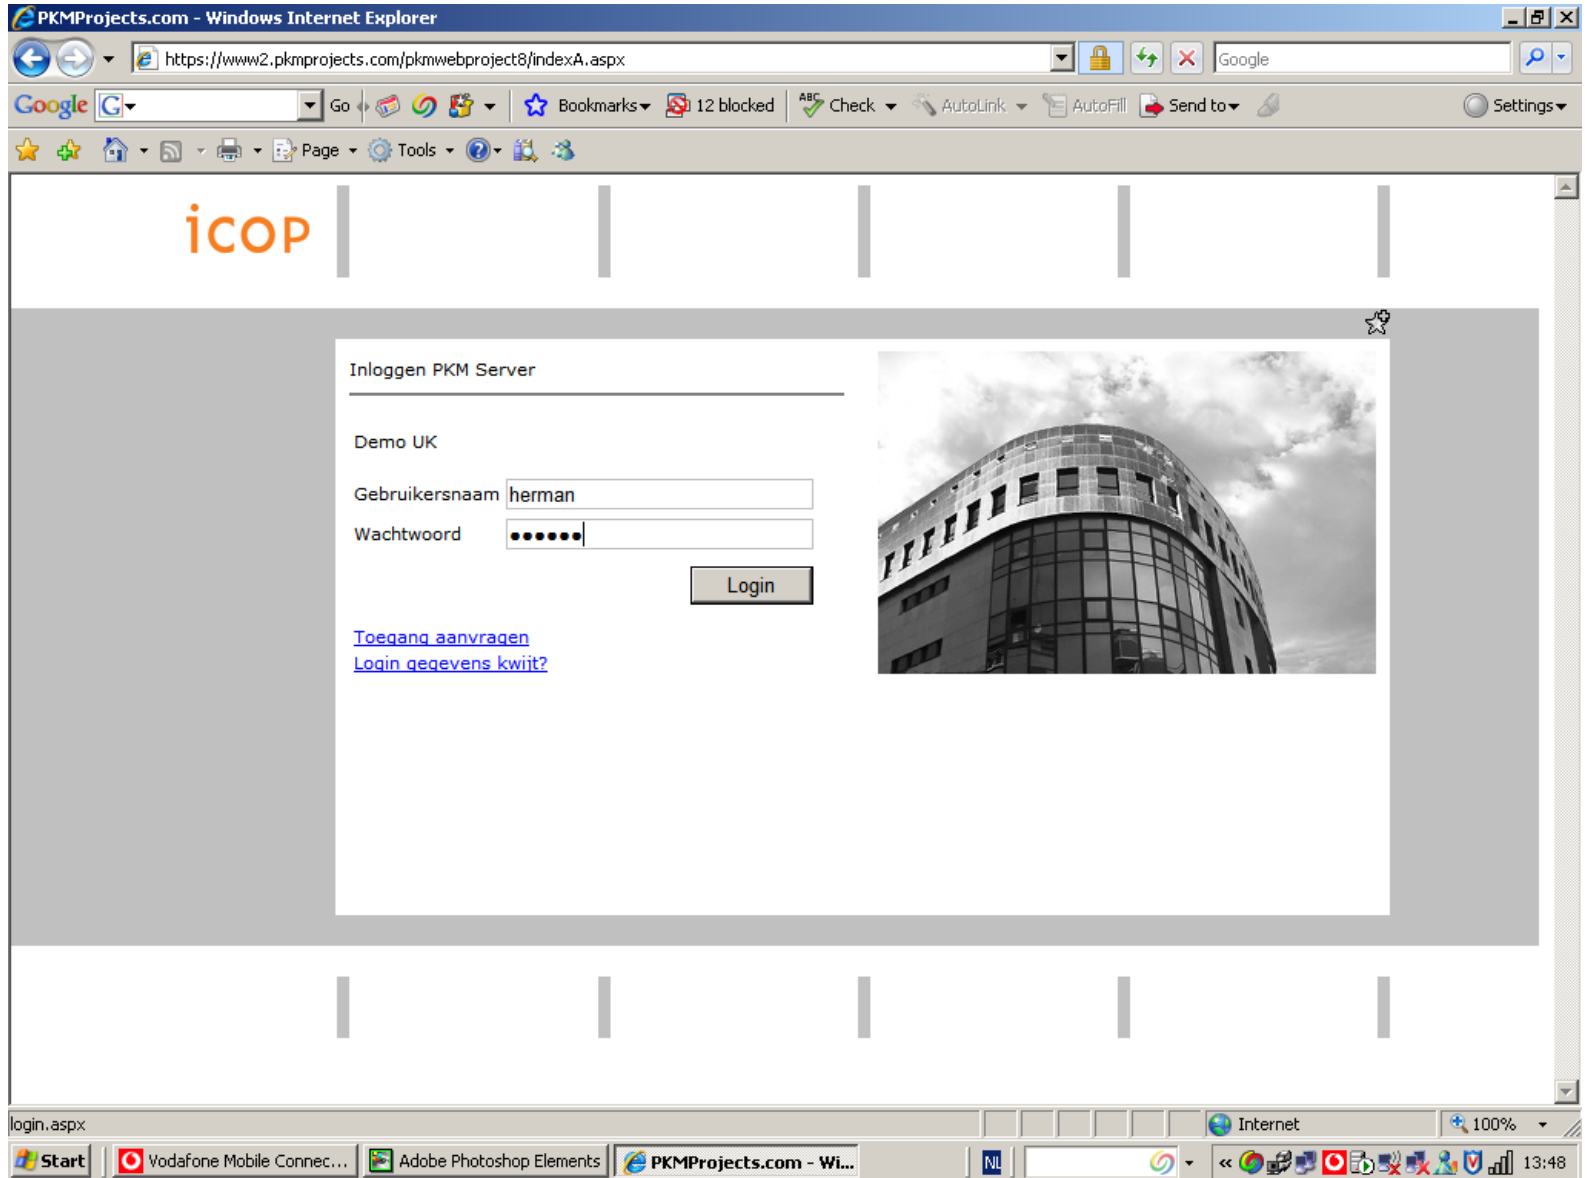 PKMProjects.com - Windows Internet Explorer
https://www2.pkmprojects.com/pkmwebproject8/indexA.aspx
Google
Google G Go Bookmarks 12 blocked ABC Check AutoLink AutoFill Send to Settings
Page Tools
icop
Inloggen PKM Server
Demo UK
Gebruikersnaam herman
Wachtwoord ••••••
Login
Toegang aanvragen
Login gegevens kwijt?
login.aspx Internet 100%
Start Vodafone Mobile Connec... Adobe Photoshop Elements PKMProjects.com - Wi... NL « 13:48